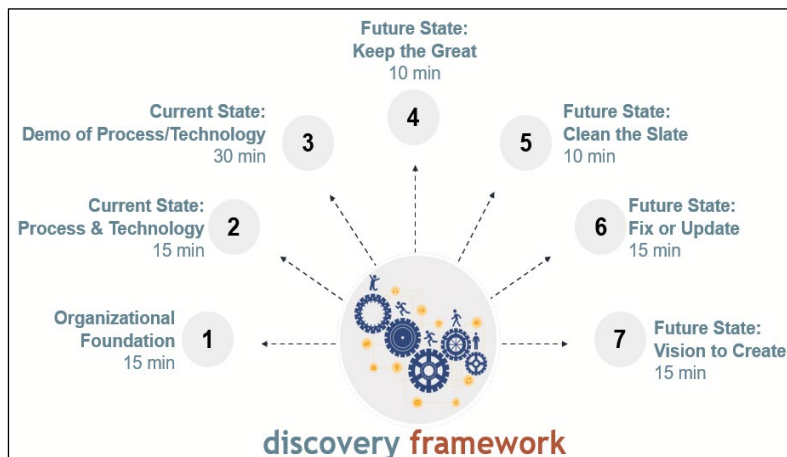 Organizational
Foundation
15 min
1
Current State:
Process & Technology
15 min
2
Current State:
Demo of Process/Technology
30 min
3
Future State:
Keep the Great
10 min
4
Future State:
Clean the Slate
10 min
5
Future State:
Fix or Update
15 min
6
Future State:
Vision to Create
15 min
7
discovery framework